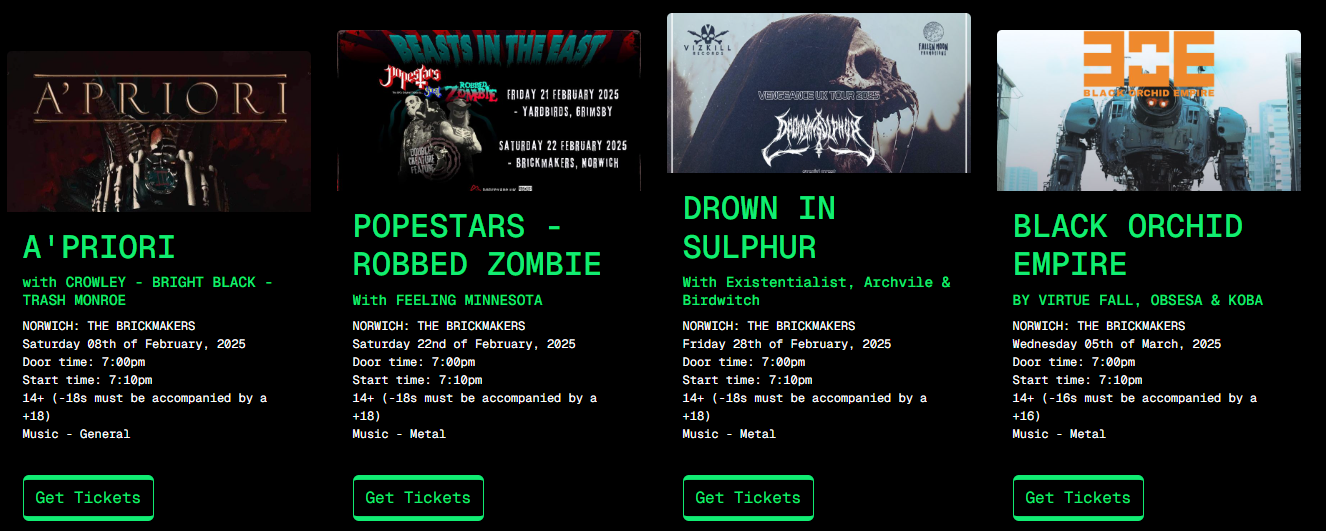 A'PRIORI
A'PRIORI
with CROWLEY - BRIGHT BLACK -
TRASH MONROE
NORWICH: THE BRICKMAKERS
Saturday 08th of February, 2025
Door time: 7:00pm
Start time: 7:10pm
14+ (-18s must be accompanied by a
+18)
Music - General
Get Tickets
BEASTS IN THE EAST
Popestars
ROBBED
ZOMBIE
FRIDAY 21 FEBRUARY 2025
- YARDBIRDS, GRIMSBY
SATURDAY 22 FEBRUARY 2025
- BRICKMAKERS, NORWICH
DOUBLE
CREATURE
FEATURE
POPESTARS -
ROBBED ZOMBIE
With FEELING MINNESOTA
NORWICH: THE BRICKMAKERS
Saturday 22nd of February, 2025
Door time: 7:00pm
Start time: 7:10pm
14+ (-18s must be accompanied by a
+18)
Music - Metal
Get Tickets
VIZKILL
RECORDS
FALLEN MOON
VENGEANCE UK TOUR 2025
DROWN IN SULPHUR
DROWN IN
SULPHUR
With Existentialist, Archvile &
Birdwitch
NORWICH: THE BRICKMAKERS
Friday 28th of February, 2025
Door time: 7:00pm
Start time: 7:10pm
14+ (-18s must be accompanied by a
+18)
Music - Metal
Get Tickets
BOE
BLACK ORCHID EMPIRE
BLACK ORCHID
EMPIRE
BY VIRTUE FALL, OBSESA & KOBA
NORWICH: THE BRICKMAKERS
Wednesday 05th of March, 2025
Door time: 7:00pm
Start time: 7:10pm
14+ (-16s must be accompanied by a
+16)
Music - Metal
Get Tickets